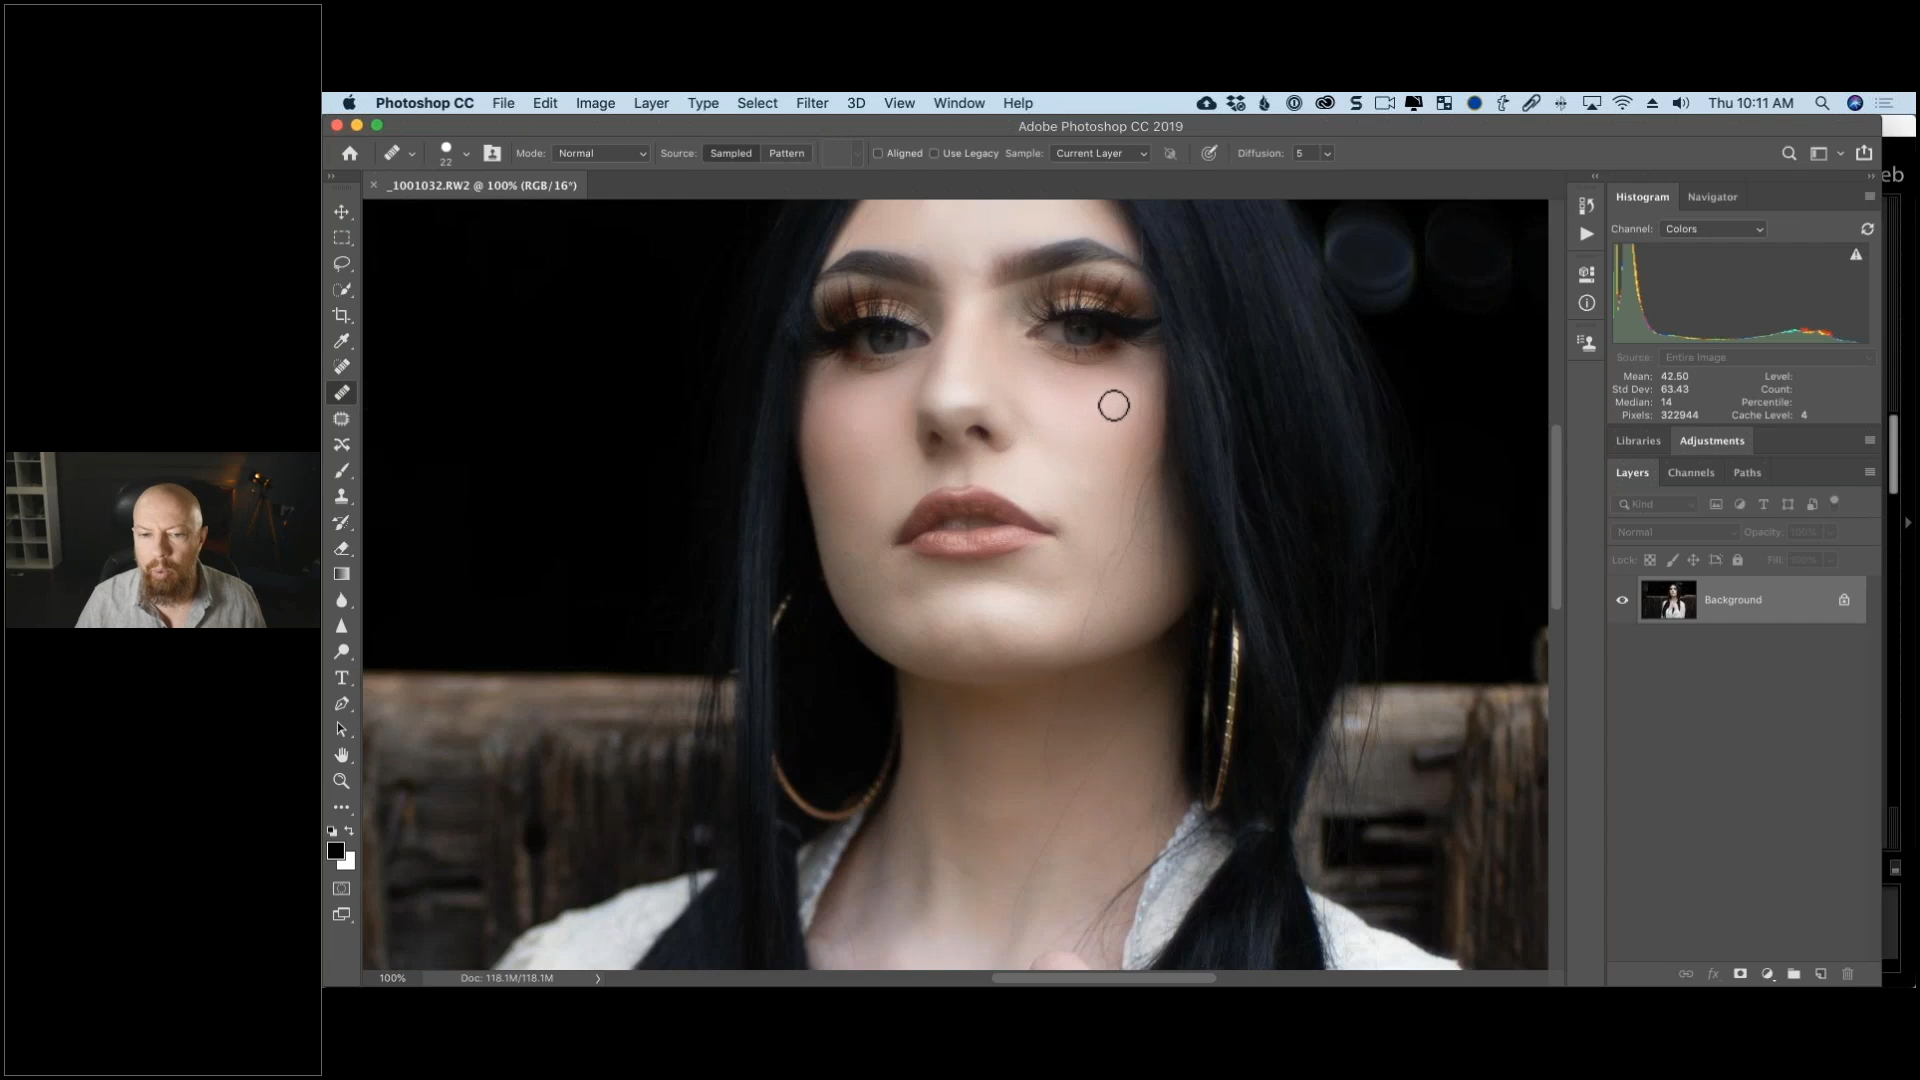 Photoshop CC File Edit Image Layer Type Select Filter 3D View Window Help Thu 10:11 AM
Adobe Photoshop CC 2019
22 Mode: Normal Source: Sampled Pattern Aligned Use Legacy Sample: Current Layer Diffusion: 5
_1001032.RW2 @ 100% (RGB/16*)
eb
Histogram Navigator
Channel: Colors
Source: Entire Image
Mean: 42.50 Level:
Std Dev: 63.43 Count:
Median: 14 Percentile:
Pixels: 322944 Cache Level: 4
Libraries Adjustments
Layers Channels Paths
Kind
Normal Opacity: 100%
Lock: Fill: 100%
Background
100% Doc: 118.1M/118.1M